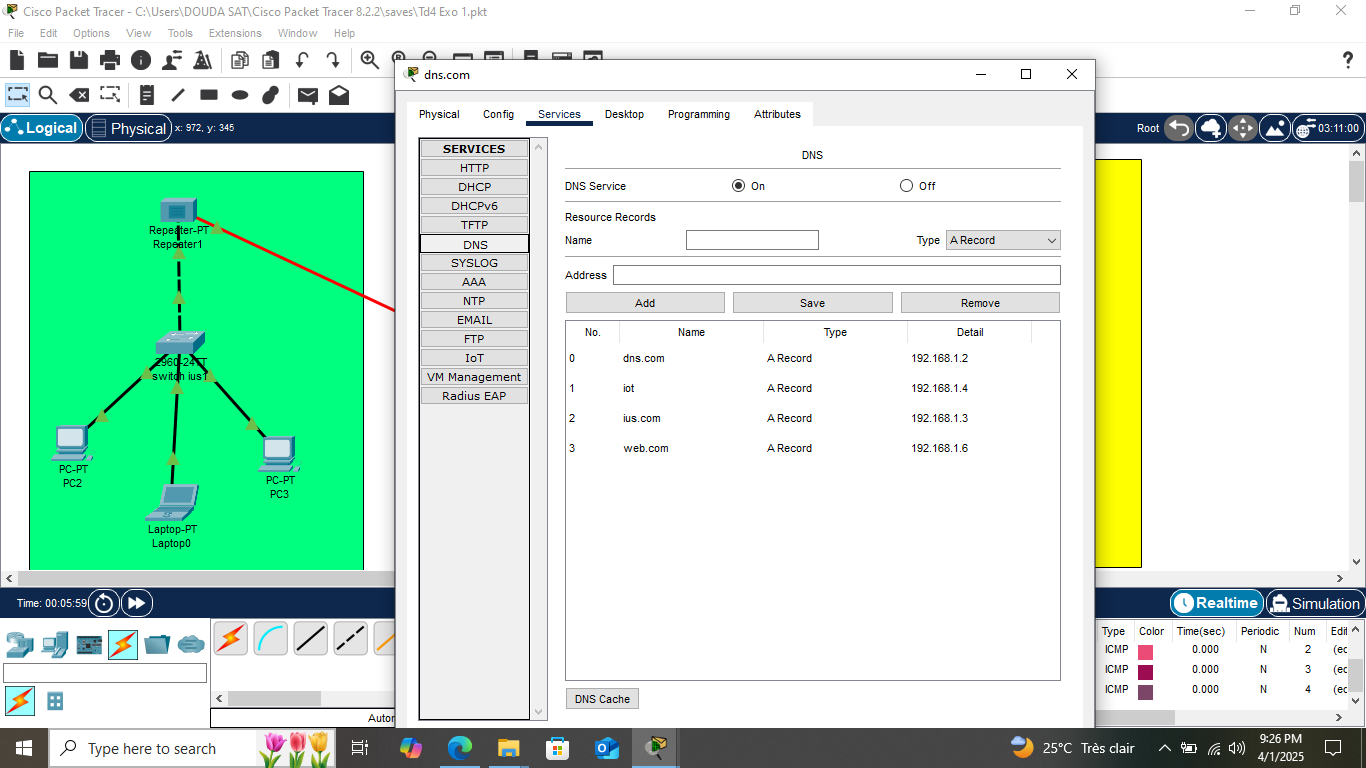 Cisco Packet Tracer - C:\Users\DOUDA SAT\Cisco Packet Tracer 8.2.2\saves\Td4 Exo 1.pkt
File Edit Options View Tools Extensions Window Help
dns.com
Physical Config Services Desktop Programming Attributes
Logical Physical x: 972, y: 345
Root 03:11:00
SERVICES
HTTP
DHCP
DHCPv6
TFTP
DNS
SYSLOG
AAA
NTP
EMAIL
FTP
IoT
VM Management
Radius EAP
DNS
DNS Service On Off
Resource Records
Name Type A Record
Address
Add Save Remove
No. Name Type Detail
0 dns.com A Record 192.168.1.2
1 iot A Record 192.168.1.4
2 ius.com A Record 192.168.1.3
3 web.com A Record 192.168.1.6
DNS Cache
Repeater-PT
Repeater1
2960-24TT
switch ius1
PC-PT
PC2
PC-PT
PC3
Laptop-PT
Laptop0
Time: 00:05:59
Realtime Simulation
Autor
Type Color Time(sec) Periodic Num Edi
ICMP 0.000 N 2 (ec
ICMP 0.000 N 3 (ec
ICMP 0.000 N 4 (ec
Type here to search
25°C Très clair
9:26 PM
4/1/2025